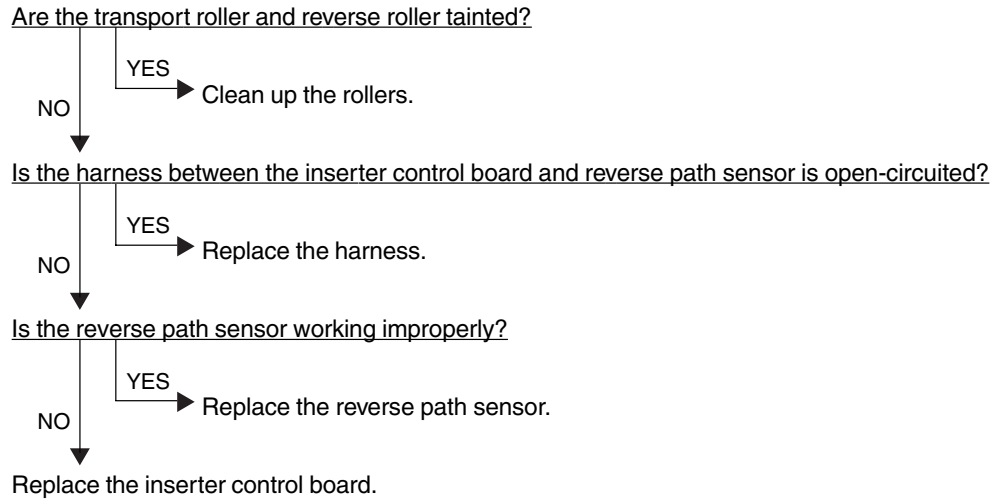 Are the transport roller and reverse roller tainted?
YES
Clean up the rollers.
NO
Is the harness between the inserter control board and reverse path sensor is open-circuited?
YES
Replace the harness.
NO
Is the reverse path sensor working improperly?
YES
Replace the reverse path sensor.
NO
Replace the inserter control board.